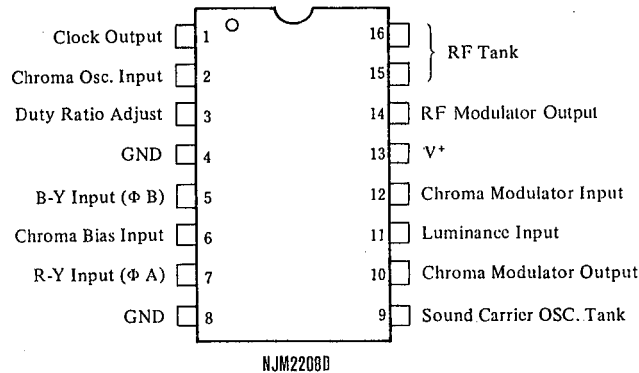 Clock Output 1
Chroma Osc. Input 2
Duty Ratio Adjust 3
GND 4
B-Y Input (Φ B) 5
Chroma Bias Input 6
R-Y Input (Φ A) 7
GND 8
16
RF Tank
15
14 RF Modulator Output
13 V⁺
12 Chroma Modulator Input
11 Luminance Input
10 Chroma Modulator Output
9 Sound Carrier OSC. Tank
NJM2208D